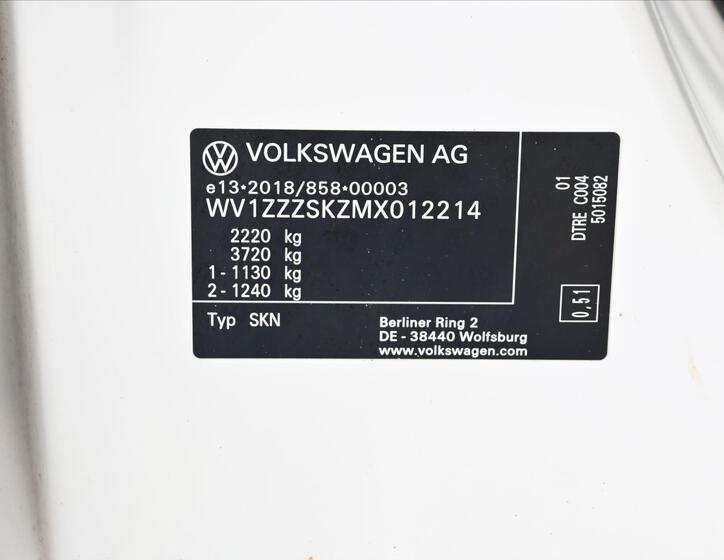 VOLKSWAGEN AG
e13*2018/858*00003
WV1ZZZSKZMX012214
2220 kg
3720 kg
1 - 1130 kg
2 - 1240 kg
Typ SKN
Berliner Ring 2
DE - 38440 Wolfsburg
www.volkswagen.com
01
DTRE C004
5015082
0,51